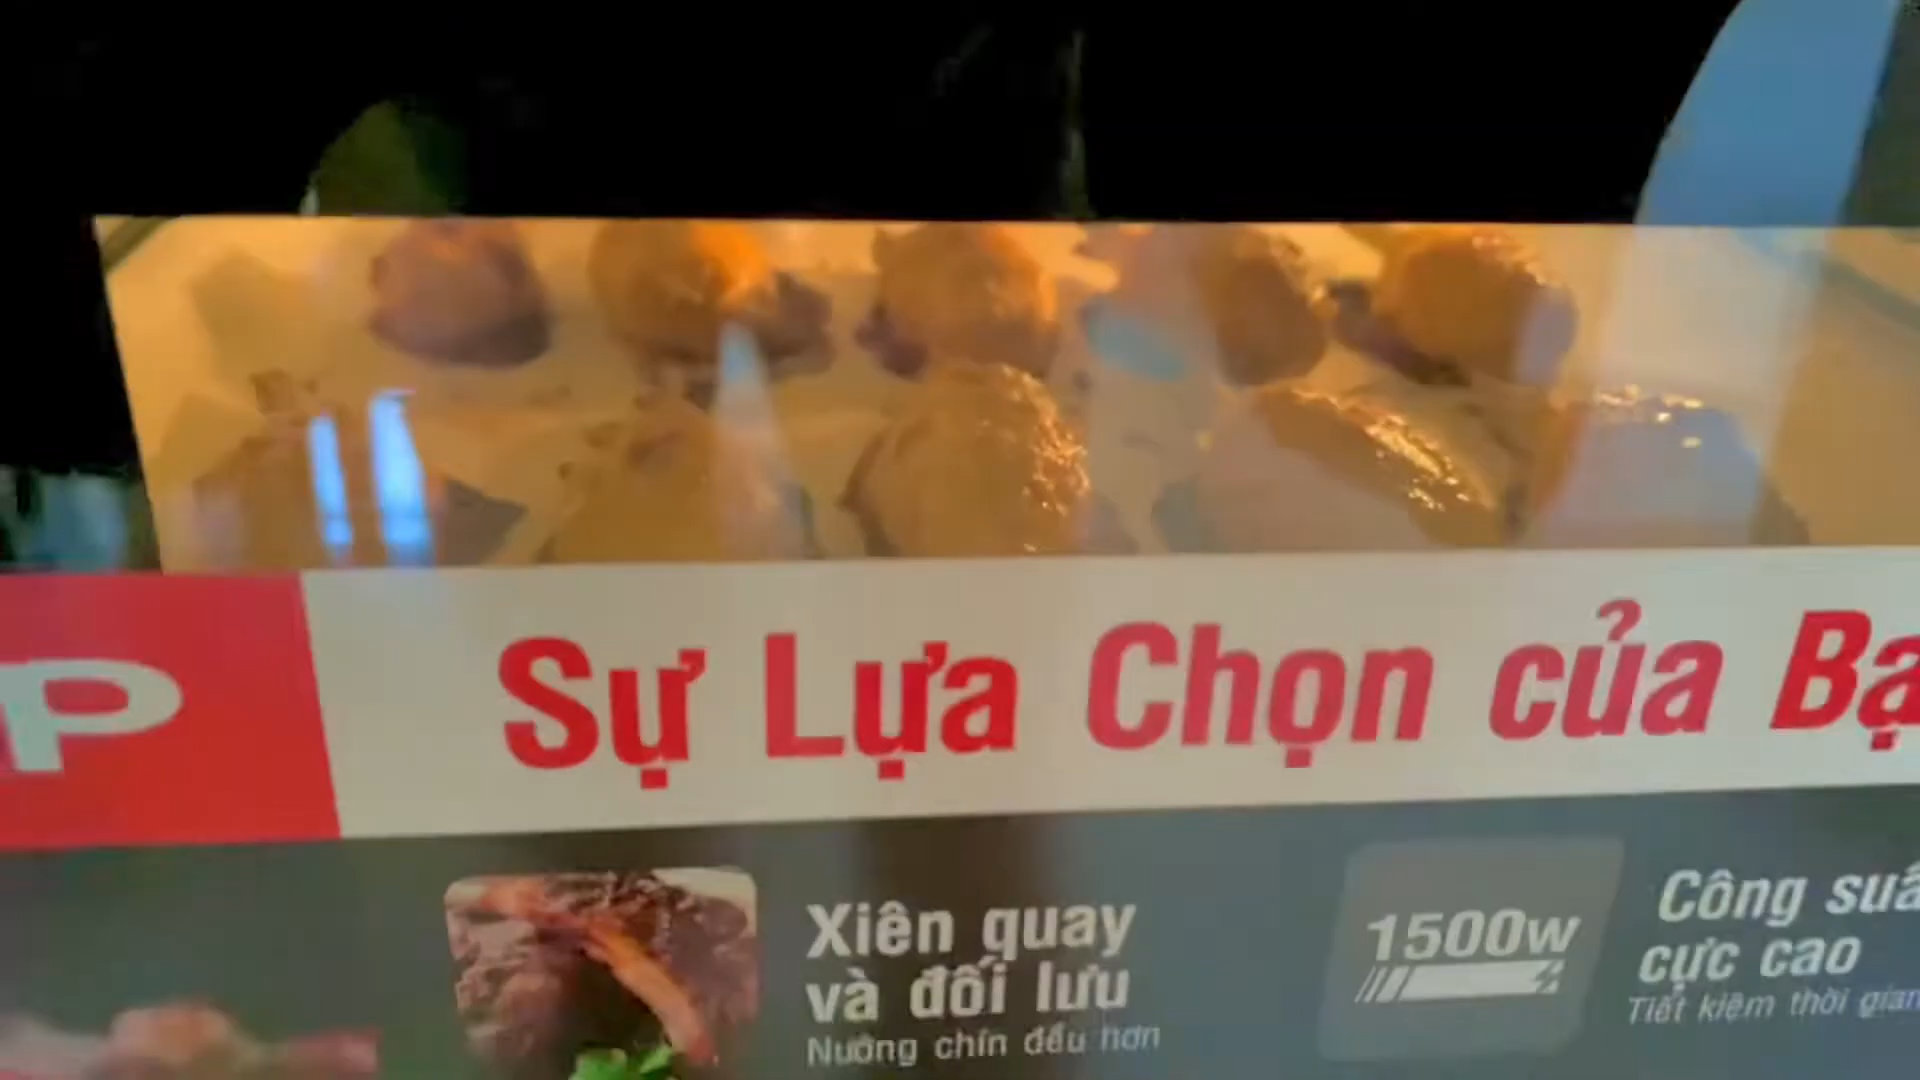 P
Sự Lựa Chọn của Bạ
Xiên quay
và đối lưu
Nướng chín đều hơn
1500w
Công suấ
cực cao
Tiết kiệm thời gian